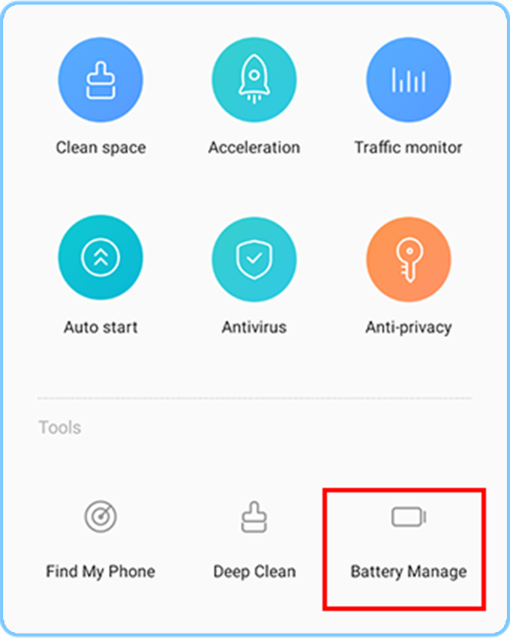 Clean space
Acceleration
Traffic monitor
Auto start
Antivirus
Anti-privacy
Tools
Find My Phone
Deep Clean
Battery Manage